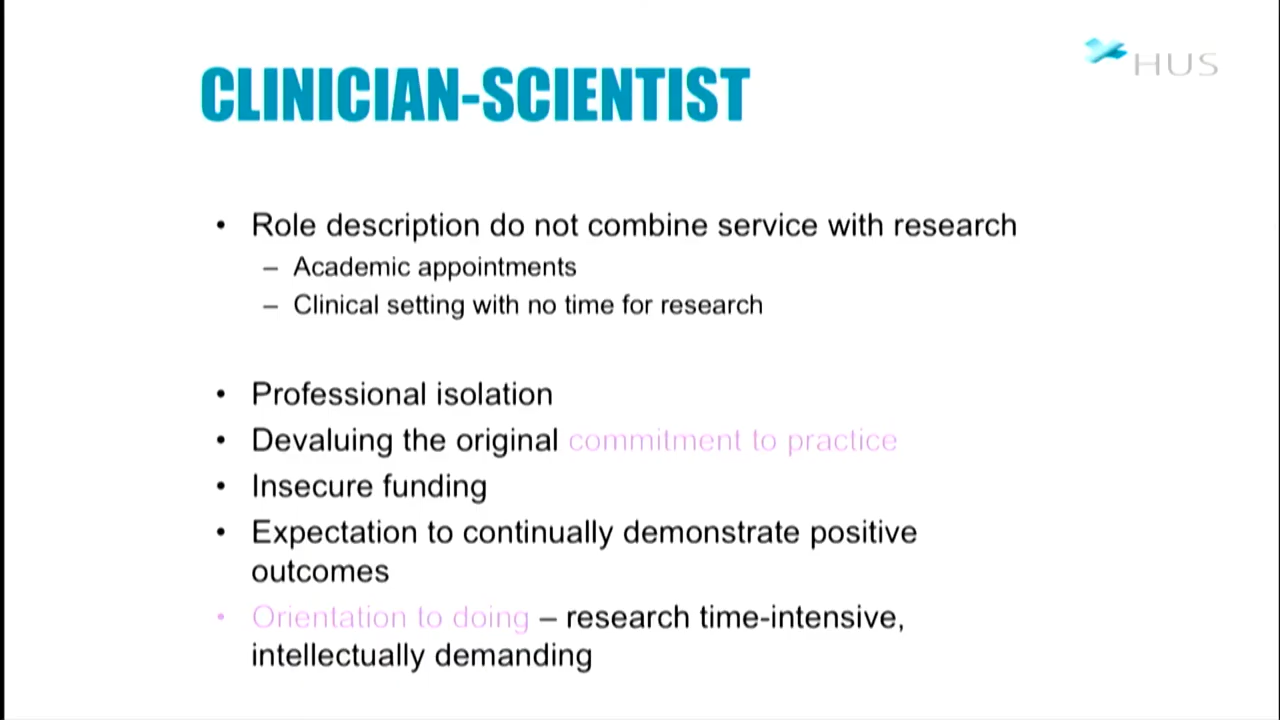 HUS
CLINICIAN-SCIENTIST
• Role description do not combine service with research
– Academic appointments
– Clinical setting with no time for research
• Professional isolation
• Devaluing the original commitment to practice
• Insecure funding
• Expectation to continually demonstrate positive
outcomes
• Orientation to doing – research time-intensive,
intellectually demanding